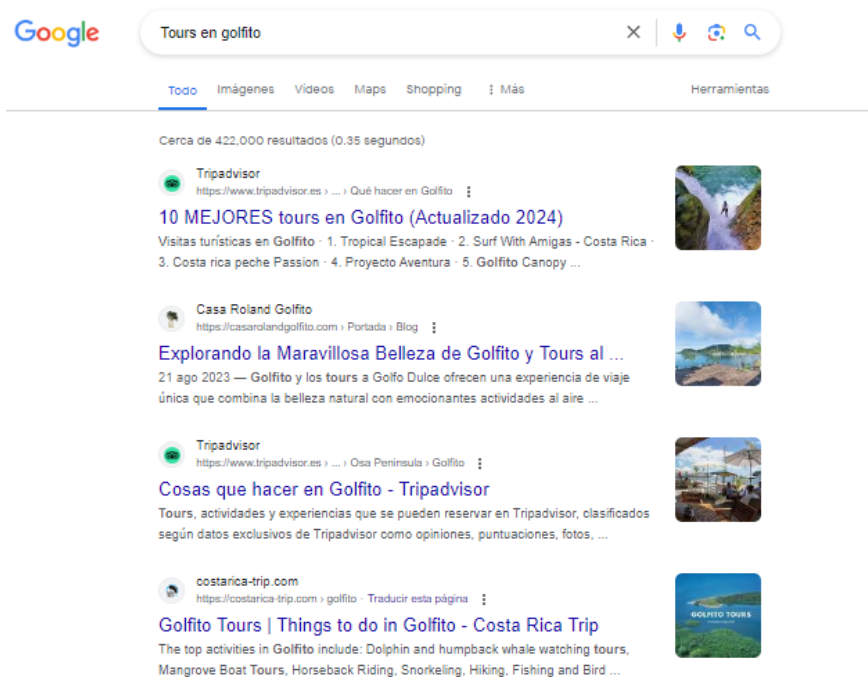 Google
Tours en golfito
Todo Imágenes Videos Maps Shopping Más Herramientas
Cerca de 422,000 resultados (0.35 segundos)
Tripadvisor
https://www.tripadvisor.es › ... › Qué hacer en Golfito
10 MEJORES tours en Golfito (Actualizado 2024)
Visitas turísticas en Golfito · 1. Tropical Escapade · 2. Surf With Amigas - Costa Rica ·
3. Costa rica peche Passion · 4. Proyecto Aventura · 5. Golfito Canopy ...
Casa Roland Golfito
https://casarolandgolfito.com › Portada › Blog
Explorando la Maravillosa Belleza de Golfito y Tours al ...
21 ago 2023 — Golfito y los tours a Golfo Dulce ofrecen una experiencia de viaje
única que combina la belleza natural con emocionantes actividades al aire ...
Tripadvisor
https://www.tripadvisor.es › ... › Osa Peninsula › Golfito
Cosas que hacer en Golfito - Tripadvisor
Tours, actividades y experiencias que se pueden reservar en Tripadvisor, clasificados
según datos exclusivos de Tripadvisor como opiniones, puntuaciones, fotos, ...
costarica-trip.com
https://costarica-trip.com › golfito · Traducir esta página
Golfito Tours | Things to do in Golfito - Costa Rica Trip
The top activities in Golfito include: Dolphin and humpback whale watching tours,
Mangrove Boat Tours, Horseback Riding, Snorkeling, Hiking, Fishing and Bird ...
GOLFITO TOURS